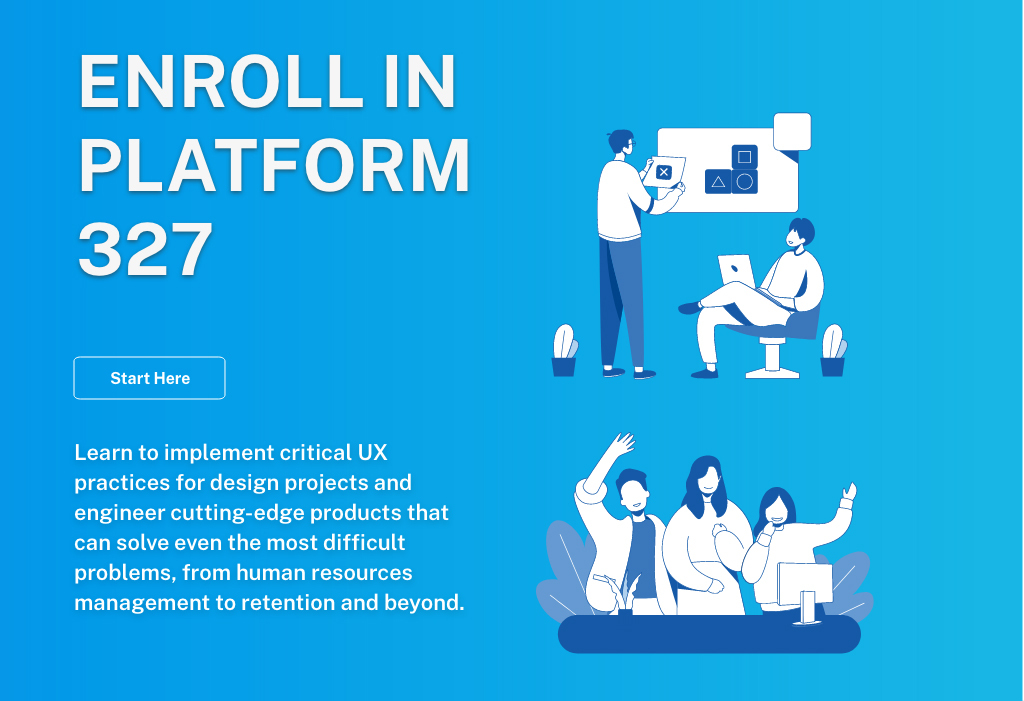 ENROLL IN
PLATFORM
327
Start Here
Learn to implement critical UX
practices for design projects and
engineer cutting-edge products that
can solve even the most difficult
problems, from human resources
management to retention and beyond.